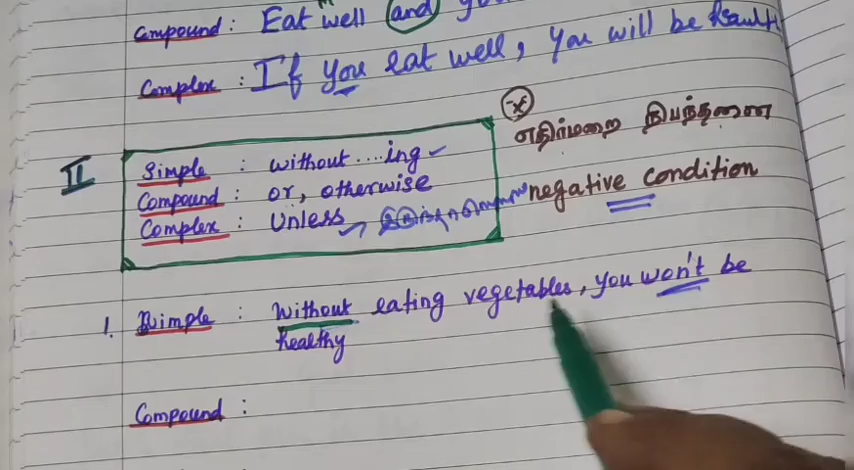 Compound : Eat well and
Complex : If you eat well, you will be healthy
II
Simple : without ....ing ✓
Compound : or, otherwise
Complex : Unless →
எதிர்மறை நிபந்தனை
negative condition
1. Simple : Without eating vegetables, you won't be
healthy
Compound :